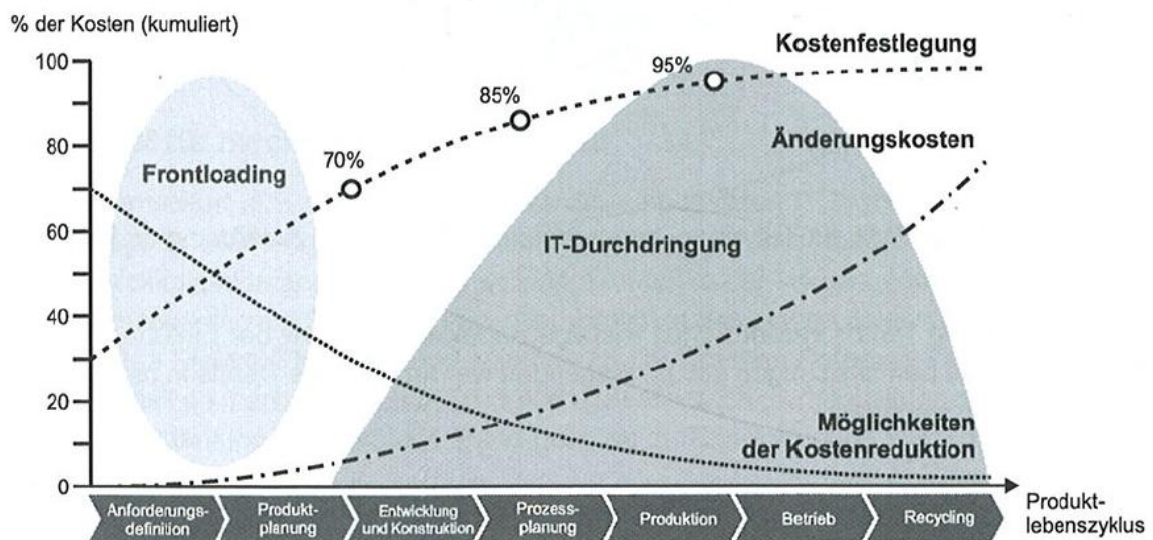 % der Kosten (kumuliert)
100
80
60
40
20
0
Kostenfestlegung
95%
85%
70%
Änderungskosten
Frontloading
IT-Durchdringung
Möglichkeiten
der Kostenreduktion
Anforderungs-
definition
Produkt-
planung
Entwicklung
und Konstruktion
Prozess-
planung
Produktion
Betrieb
Recycling
Produkt-
lebenszyklus